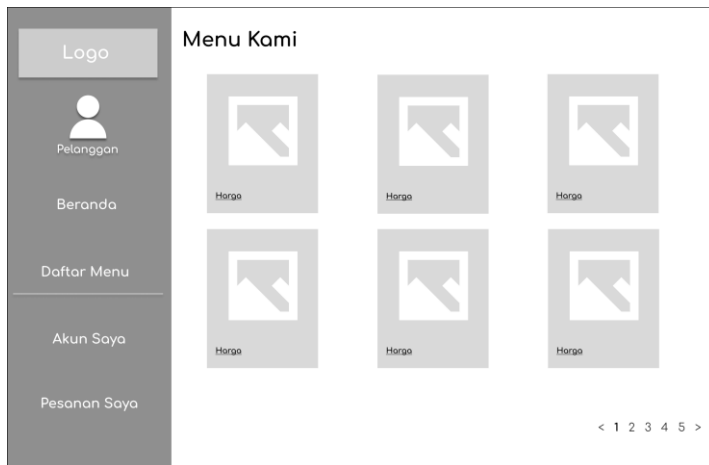 Logo
Pelanggan
Beranda
Daftar Menu
Akun Saya
Pesanan Saya
Menu Kami
Harga
Harga
Harga
Harga
Harga
Harga
< 1 2 3 4 5 >